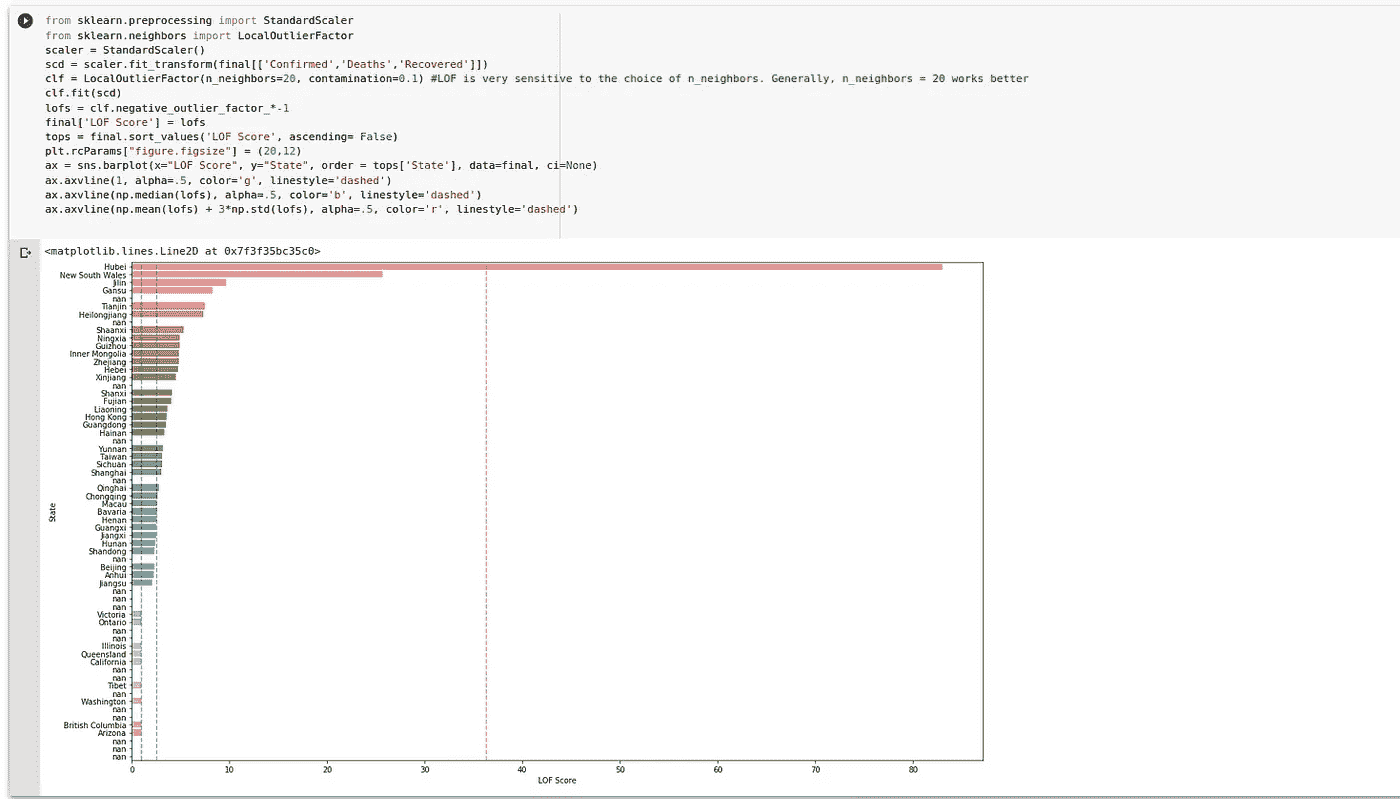 from sklearn.preprocessing import StandardScaler
from sklearn.neighbors import LocalOutlierFactor
scaler = StandardScaler()
scd = scaler.fit_transform(final[['Confirmed','Deaths','Recovered']])
clf = LocalOutlierFactor(n_neighbors=20, contamination=0.1) #LOF is very sensitive to the choice of n_neighbors. Generally, n_neighbors = 20 works better
clf.fit(scd)
lofs = clf.negative_outlier_factor_*-1
final['LOF Score'] = lofs
tops = final.sort_values('LOF Score', ascending= False)
plt.rcParams["figure.figsize"] = (20,12)
ax = sns.barplot(x="LOF Score", y="State", order = tops['State'], data=final, ci=None)
ax.axvline(1, alpha=.5, color='g', linestyle='dashed')
ax.axvline(np.median(lofs), alpha=.5, color='b', linestyle='dashed')
ax.axvline(np.mean(lofs) + 3*np.std(lofs), alpha=.5, color='r', linestyle='dashed')
<matplotlib.lines.Line2D at 0x7f3f35bc35c0>
Hubei
New South Wales
Jilin
Gansu
nan
Tianjin
Heilongjiang
nan
Shaanxi
Ningxia
Guizhou
Inner Mongolia
Zhejiang
Hebei
Xinjiang
nan
Shanxi
Fujian
Liaoning
Hong Kong
Guangdong
Hainan
nan
Yunnan
Taiwan
Sichuan
Shanghai
nan
Qinghai
Chongqing
Macau
Bavaria
Henan
Guangxi
Jiangxi
Hunan
Shandong
nan
Beijing
Anhui
Jiangsu
nan
nan
nan
Victoria
Ontario
nan
nan
Illinois
Queensland
California
nan
nan
Tibet
nan
Washington
nan
nan
British Columbia
Arizona
nan
nan
nan
State
0 10 20 30 40 50 60 70 80
LOF Score